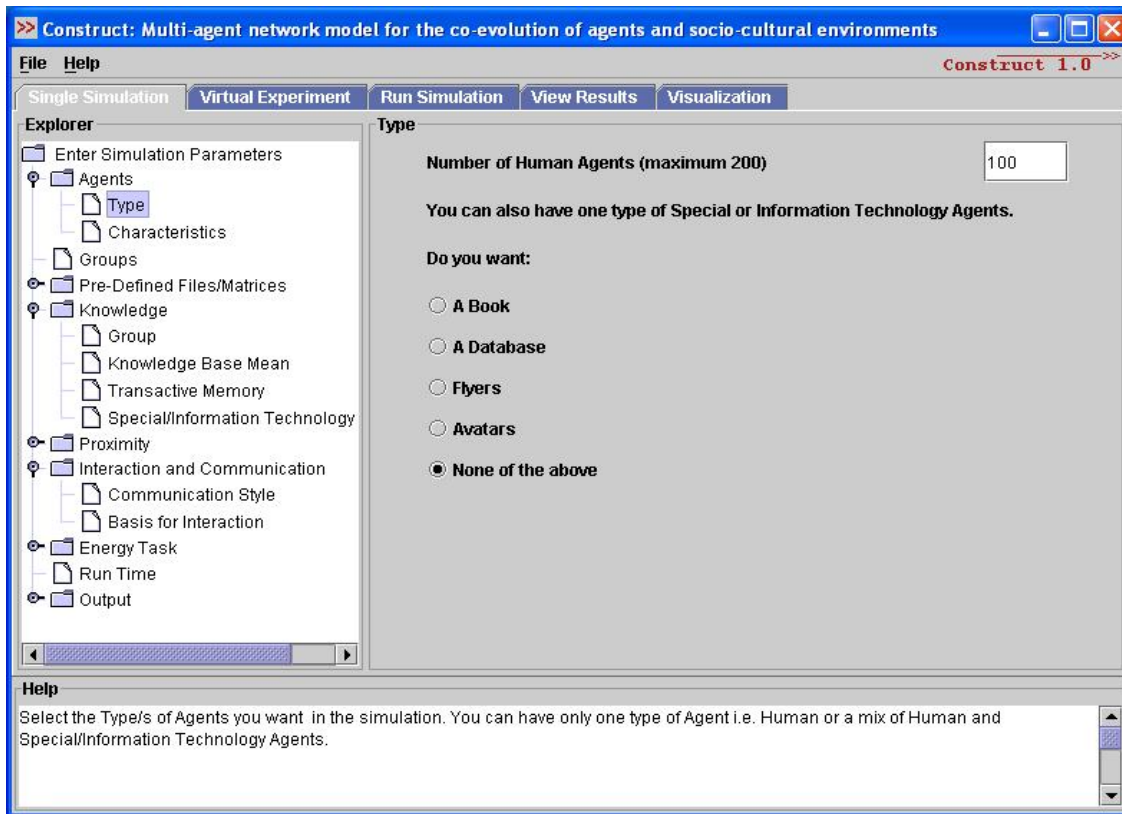 Construct: Multi-agent network model for the co-evolution of agents and socio-cultural environments
File Help
Construct 1.0 >>
Single Simulation Virtual Experiment Run Simulation View Results Visualization
Explorer
Enter Simulation Parameters
Agents
Type
Characteristics
Groups
Pre-Defined Files/Matrices
Knowledge
Group
Knowledge Base Mean
Transactive Memory
Special/Information Technology
Proximity
Interaction and Communication
Communication Style
Basis for Interaction
Energy Task
Run Time
Output
Type
Number of Human Agents (maximum 200) 100
You can also have one type of Special or Information Technology Agents.
Do you want:
A Book
A Database
Flyers
Avatars
None of the above
Help
Select the Type/s of Agents you want in the simulation. You can have only one type of Agent i.e. Human or a mix of Human and
Special/Information Technology Agents.